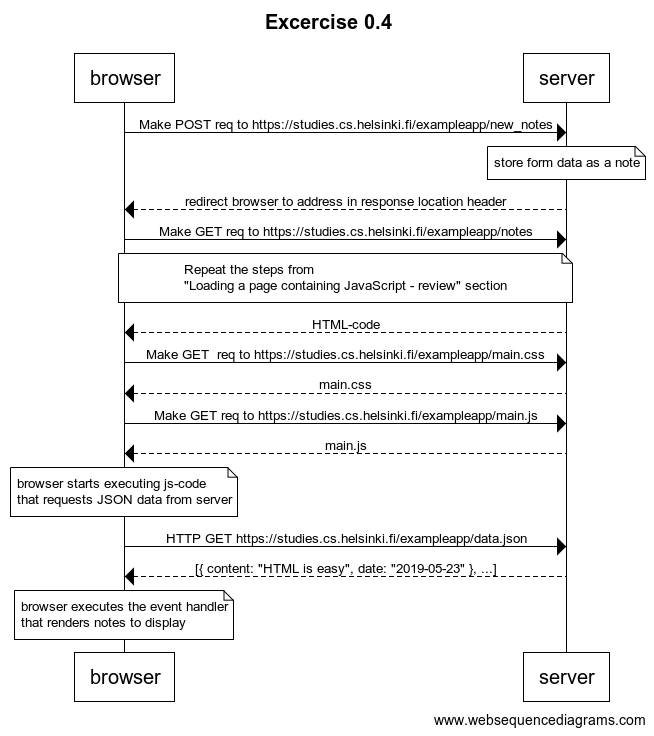 Excercise 0.4
browser
server
Make POST req to https://studies.cs.helsinki.fi/exampleapp/new_notes
store form data as a note
redirect browser to address in response location header
Make GET req to https://studies.cs.helsinki.fi/exampleapp/notes
Repeat the steps from
"Loading a page containing JavaScript - review" section
HTML-code
Make GET  req to https://studies.cs.helsinki.fi/exampleapp/main.css
main.css
Make GET req to https://studies.cs.helsinki.fi/exampleapp/main.js
main.js
browser starts executing js-code
that requests JSON data from server
HTTP GET https://studies.cs.helsinki.fi/exampleapp/data.json
[{ content: "HTML is easy", date: "2019-05-23" }, ...]
browser executes the event handler
that renders notes to display
browser
server
www.websequencediagrams.com